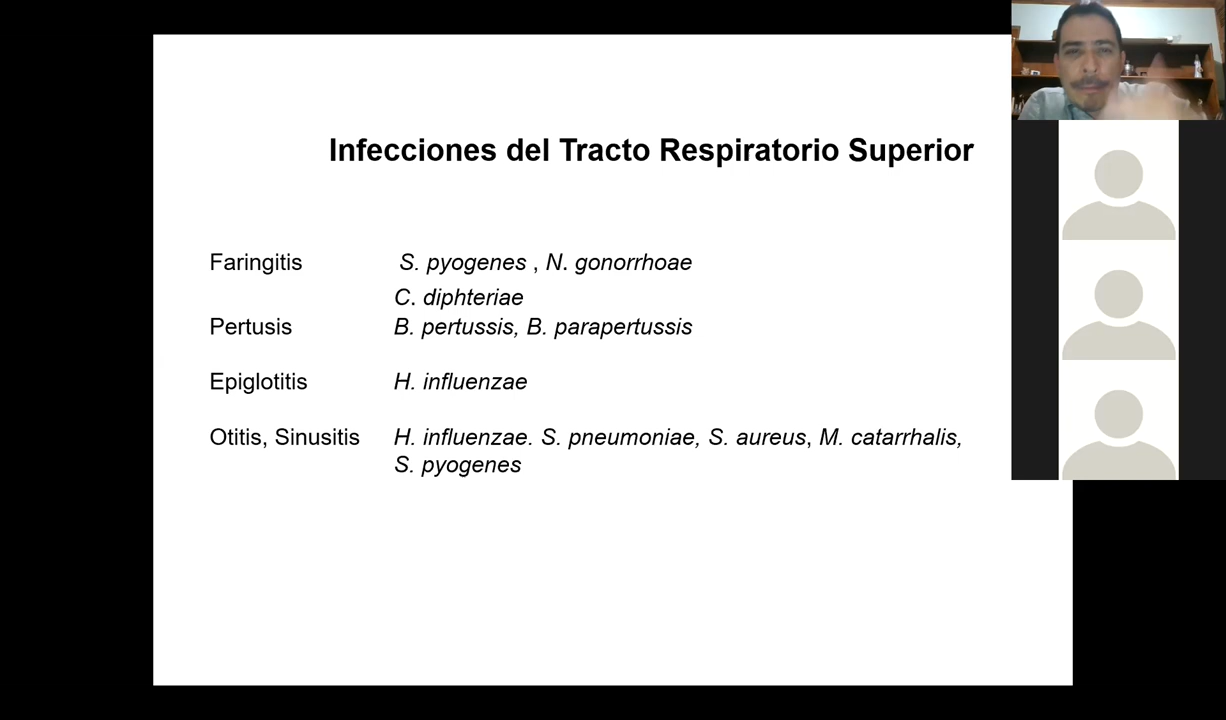 Infecciones del Tracto Respiratorio Superior
Faringitis S. pyogenes , N. gonorrhoae
C. diphteriae
Pertusis B. pertussis, B. parapertussis
Epiglotitis H. influenzae
Otitis, Sinusitis H. influenzae. S. pneumoniae, S. aureus, M. catarrhalis,
S. pyogenes